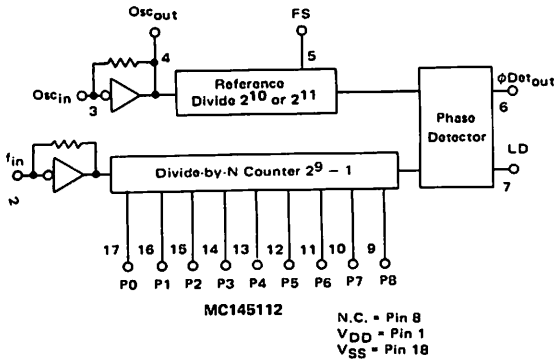 Osc_out
FS
4
5
Osc_in
3
Reference
Divide 2^10 or 2^11
Phase
Detector
φDet_out
6
LD
7
f_in
2
Divide-by-N Counter 2^9 – 1
17 16 15 14 13 12 11 10 9
P0 P1 P2 P3 P4 P5 P6 P7 P8
MC145112
N.C. = Pin 8
V_DD = Pin 1
V_SS = Pin 18